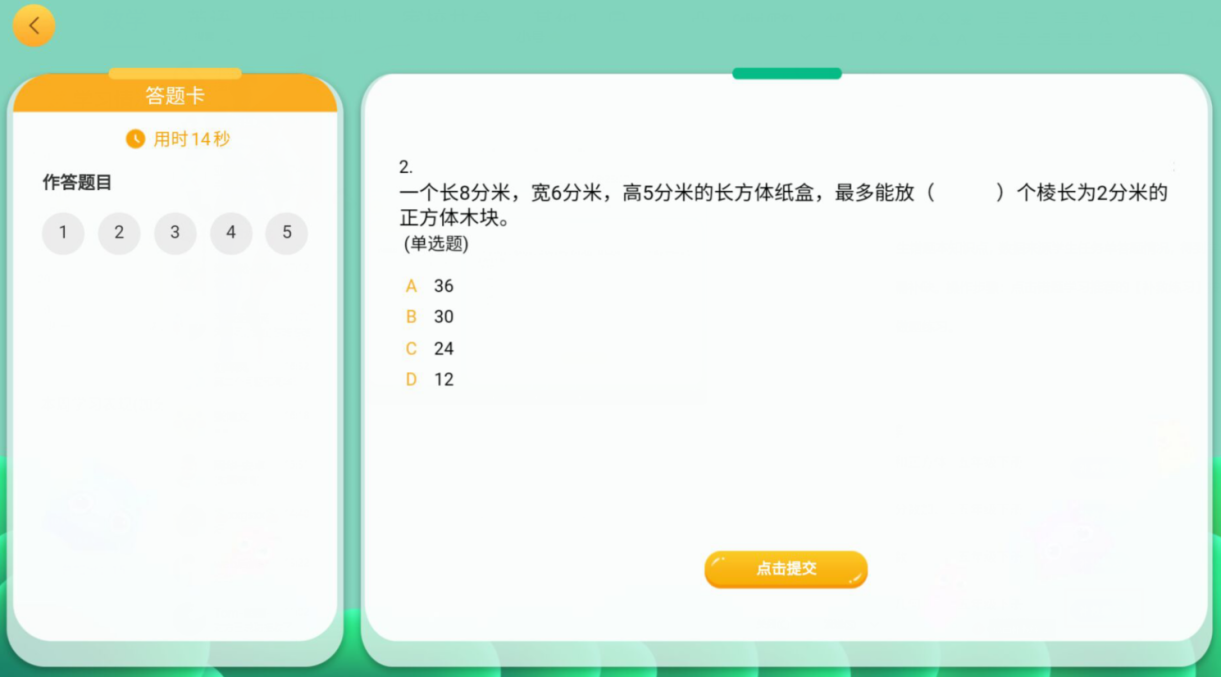 答题卡
用时14秒
作答题目
1 2 3 4 5
2.
一个长8分米，宽6分米，高5分米的长方体纸盒，最多能放（　　　）个棱长为2分米的
正方体木块。
(单选题)
A 36
B 30
C 24
D 12
点击提交